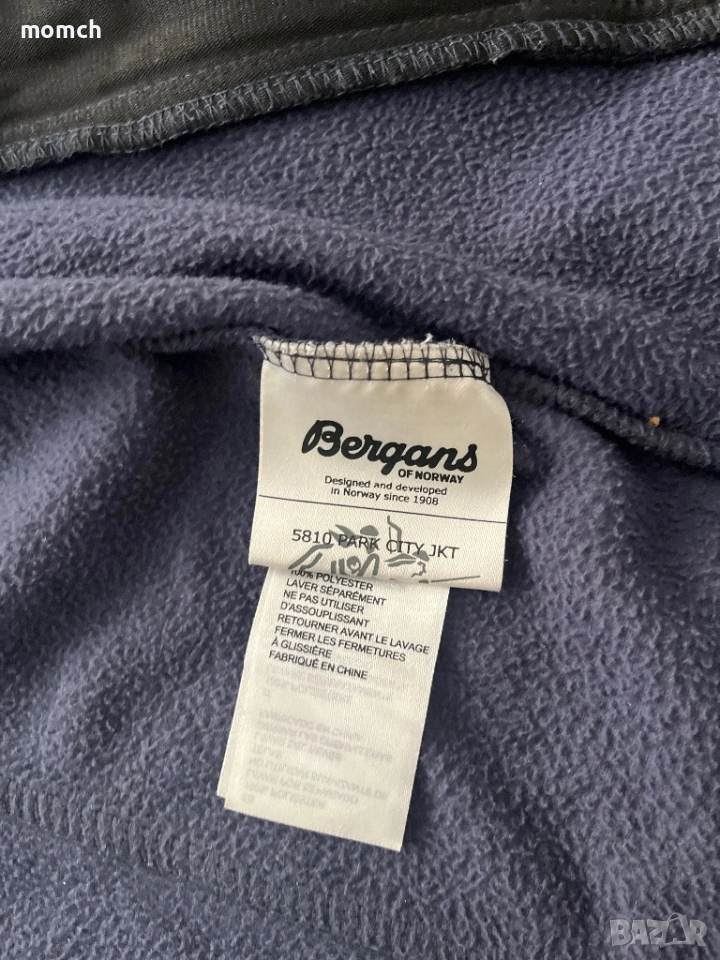 momch
Bergans
OF NORWAY
Designed and developed
in Norway since 1908
5810 PARK CITY JKT
100% POLYESTER
LAVER SÉPARÉMENT
NE PAS UTILISER
D'ASSOUPLISSANT
RETOURNER AVANT LE LAVAGE
FERMER LES FERMETURES
À GLISSIÈRE
FABRIQUÉ EN CHINE
BAZAR